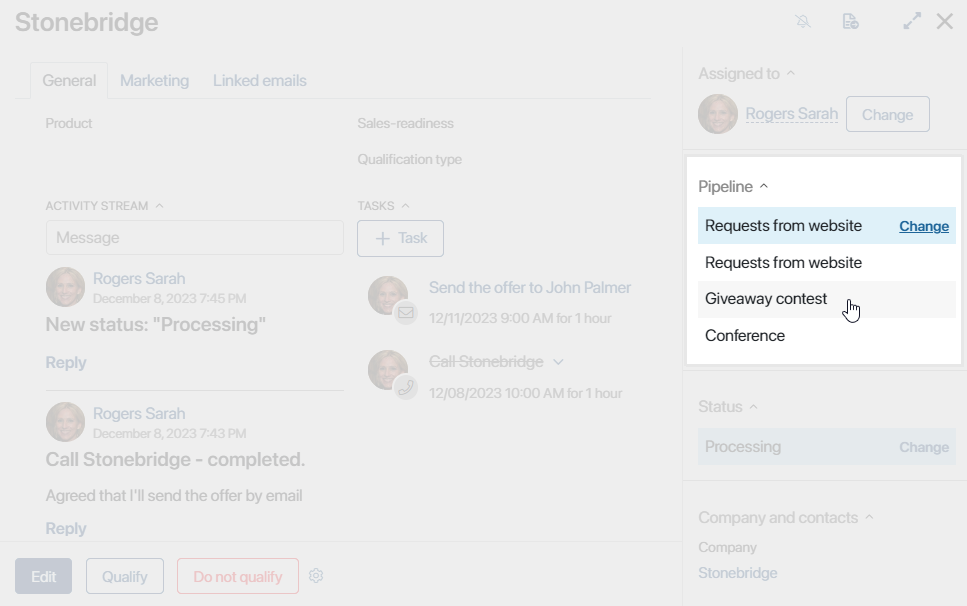 Stonebridge
General
Marketing
Linked emails
Product
Sales-readiness
Qualification type
ACTIVITY STREAM
Message
Rogers Sarah
December 8, 2023 7:45 PM
New status: "Processing"
Reply
Rogers Sarah
December 8, 2023 7:43 PM
Call Stonebridge - completed.
Agreed that I'll send the offer by email
Reply
TASKS
+ Task
Send the offer to John Palmer
12/11/2023 9:00 AM for 1 hour
Call Stonebridge
12/08/2023 10:00 AM for 1 hour
Edit
Qualify
Do not qualify
Assigned to
Rogers Sarah
Change
Pipeline
Requests from website Change
Requests from website
Giveaway contest
Conference
Status
Processing Change
Company and contacts
Company
Stonebridge